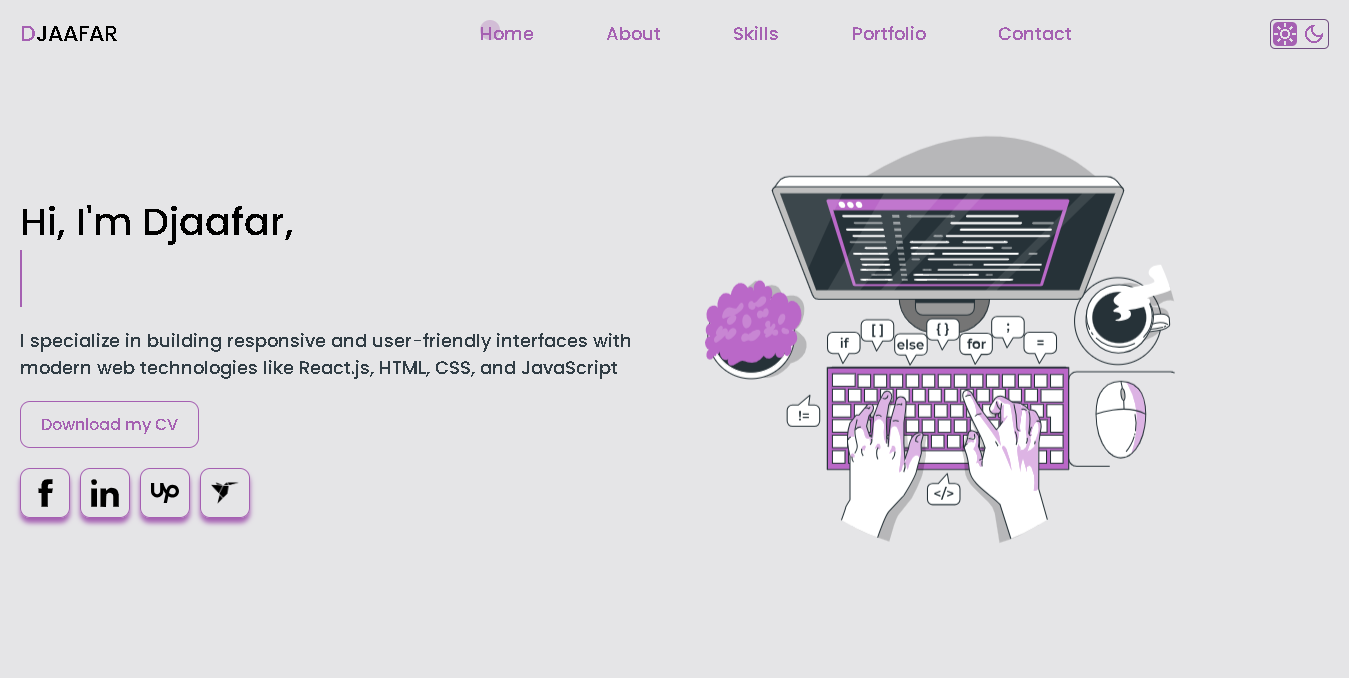 DJAAFAR
Home About Skills Portfolio Contact
Hi, I'm Djaafar,
I specialize in building responsive and user-friendly interfaces with
modern web technologies like React.js, HTML, CSS, and JavaScript
Download my CV
f in up
if [ ] else { } for ; =
!=
</>